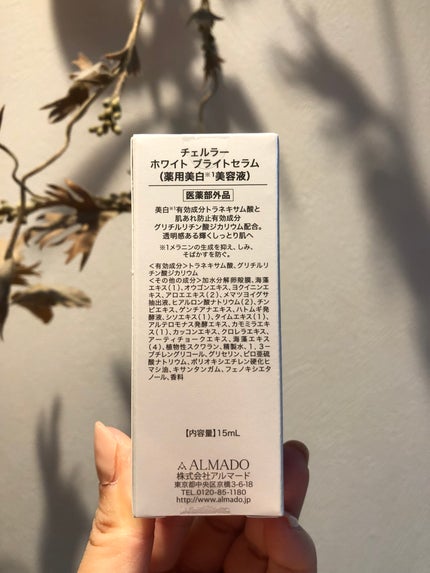 チェルラー
ホワイト ブライトセラム
(薬用美白※1美容液)
医薬部外品
美白※1有効成分トラネキサム酸と
肌あれ防止有効成分
グリチルリチン酸ジカリウム配合。
透明感ある輝くしっとり肌へ
※1メラニンの生成を抑え、しみ、
そばかすを防ぐ。
<有効成分>トラネキサム酸、グリチルリ
チン酸ジカリウム
<その他の成分>加水分解卵殻膜、海藻
エキス(1)、オウゴンエキス、ヨクイニンエ
キス、アロエエキス(2)、メマツヨイグサ
抽出液、ヒアルロン酸ナトリウム(2)、チン
ピエキス、ゲンチアナエキス、ハトムギ発
酵液、シソエキス(1)、タイムエキス(1)、
アルテロモナス発酵エキス、カモミラエキ
ス(1)、カッコンエキス、クロレラエキス、
アーティチョークエキス、海藻エキス
(4)、植物性スクワラン、精製水、1,3－
ブチレングリコール、グリセリン、ピロ亜硫
酸ナトリウム、ポリオキシエチレン硬化ヒ
マシ油、キサンタンガム、フェノキシエタ
ノール、香料
【内容量】15mL
ALMADO
株式会社アルマード
東京都中央区京橋3-6-18
TEL.0120-85-1180
http://www.almado.jp